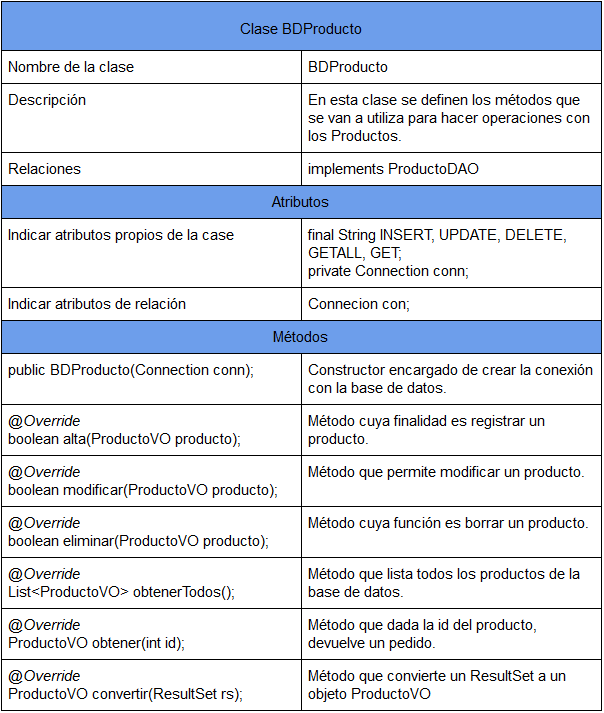 Clase BDProducto
Nombre de la clase
BDProducto
Descripción
En esta clase se definen los métodos que
se van a utiliza para hacer operaciones con
los Productos.
Relaciones
implements ProductoDAO
Atributos
Indicar atributos propios de la case
final String INSERT, UPDATE, DELETE,
GETALL, GET;
private Connection conn;
Indicar atributos de relación
Connecion con;
Métodos
public BDProducto(Connection conn);
Constructor encargado de crear la conexión
con la base de datos.
@Override
boolean alta(ProductoVO producto);
Método cuya finalidad es registrar un
producto.
@Override
boolean modificar(ProductoVO producto);
Método que permite modificar un producto.
@Override
boolean eliminar(ProductoVO producto);
Método cuya función es borrar un producto.
@Override
List<ProductoVO> obtenerTodos();
Método que lista todos los productos de la
base de datos.
@Override
ProductoVO obtener(int id);
Método que dada la id del producto,
devuelve un pedido.
@Override
ProductoVO convertir(ResultSet rs);
Método que convierte un ResultSet a un
objeto ProductoVO